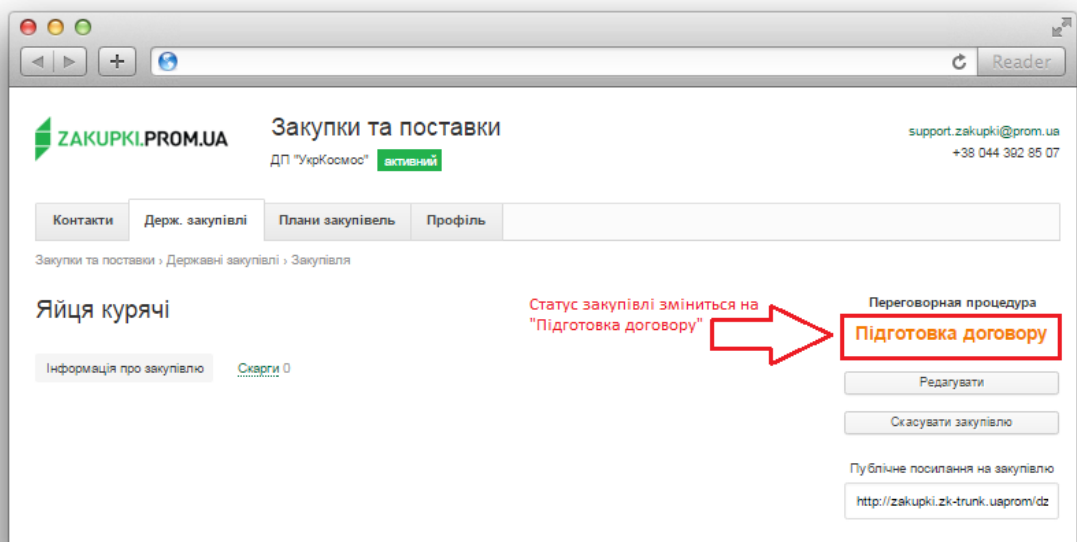 Reader
ZAKUPKI.PROM.UA
Закупки та поставки
ДП "УкрКосмос" активний
support.zakupki@prom.ua
+38 044 392 85 07
Контакти Держ. закупівлі Плани закупівель Профіль
Закупки та поставки › Державні закупівлі › Закупівля
Яйця курячі
Статус закупівлі зміниться на
"Підготовка договору"
Переговорная процедура
Підготовка договору
Інформація про закупівлю Скарги 0
Редагувати
Скасувати закупівлю
Публічне посилання на закупівлю
http://zakupki.zk-trunk.uaprom/dz